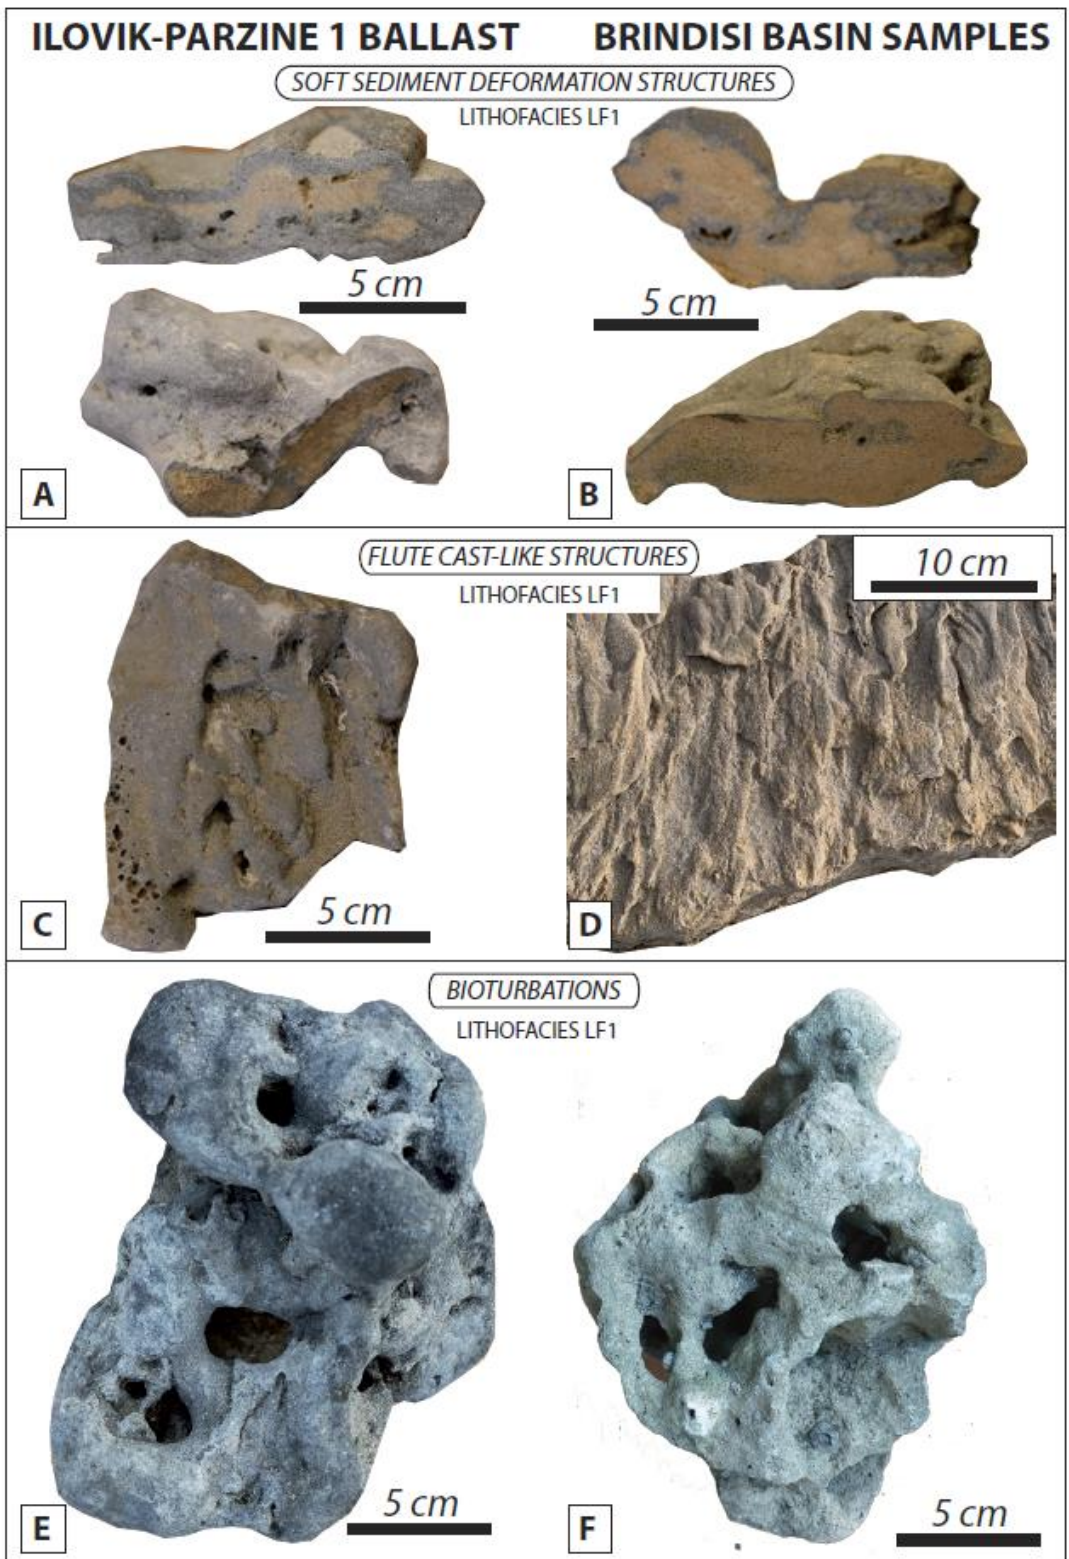 ILOVIK-PARZINE 1 BALLAST BRINDISI BASIN SAMPLES
SOFT SEDIMENT DEFORMATION STRUCTURES
LITHOFACIES LF1
5 cm
5 cm
A
B
FLUTE CAST-LIKE STRUCTURES
LITHOFACIES LF1
10 cm
5 cm
C
D
BIOTURBATIONS
LITHOFACIES LF1
5 cm
5 cm
E
F